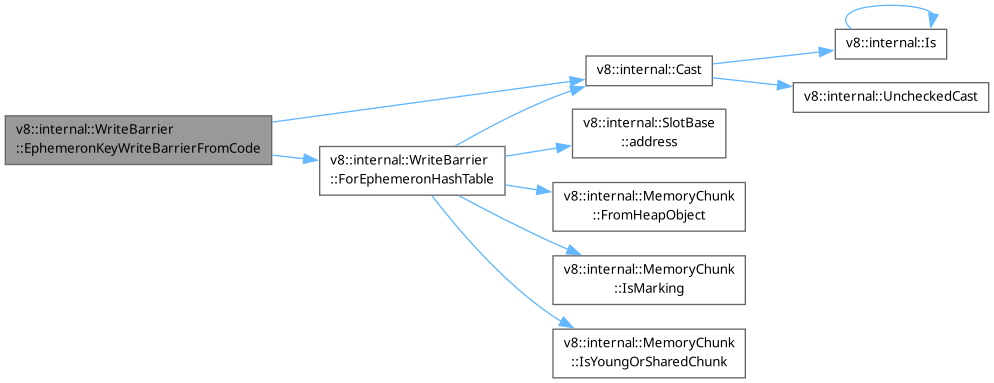 v8::internal::WriteBarrier
::EphemeronKeyWriteBarrierFromCode
v8::internal::WriteBarrier
::ForEphemeronHashTable
v8::internal::Cast
v8::internal::Is
v8::internal::UncheckedCast
v8::internal::SlotBase
::address
v8::internal::MemoryChunk
::FromHeapObject
v8::internal::MemoryChunk
::IsMarking
v8::internal::MemoryChunk
::IsYoungOrSharedChunk